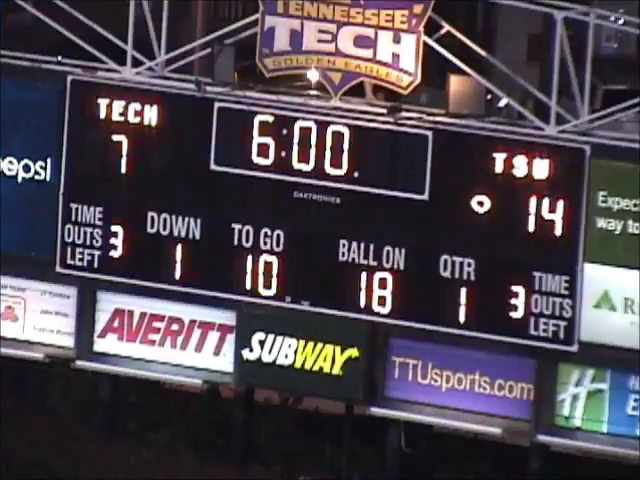 TENNESSEE
TECH
GOLDEN EAGLES
TECH
7
6:00
TSU
14
DAKTRONICS
TIME
OUTS
LEFT
3
DOWN
1
TO GO
10
BALL ON
18
QTR
1
3
TIME
OUTS
LEFT
pepsi
Expec
way to
AVERITT
SUBWAY
TTUsports.com
R
H
E